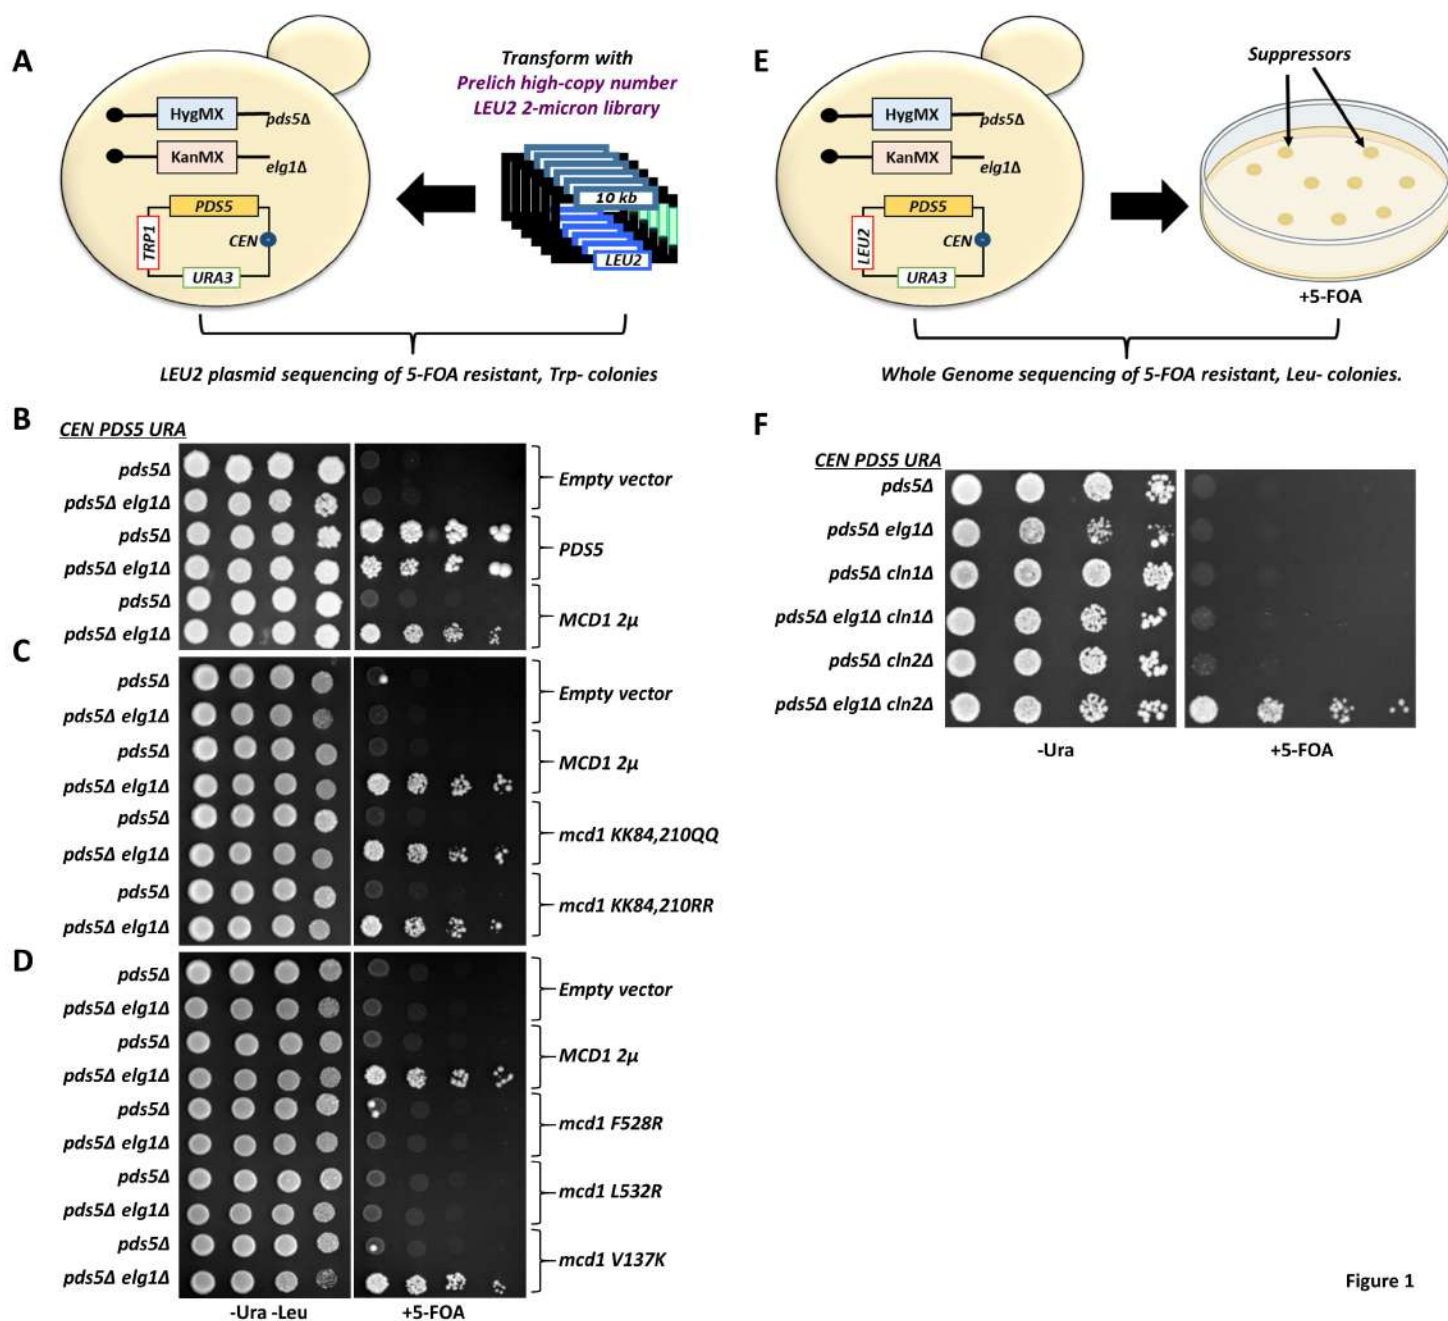 A
HygMX
pds5Δ
KanMX
elg1Δ
PDS5
TRP1
CEN
URA3
Transform with
Prelich high-copy number
LEU2 2-micron library
10 kb
LEU2
LEU2 plasmid sequencing of 5-FOA resistant, Trp- colonies
E
HygMX
pds5Δ
KanMX
elg1Δ
PDS5
LEU2
CEN
URA3
Suppressors
+5-FOA
Whole Genome sequencing of 5-FOA resistant, Leu- colonies.
B
CEN PDS5 URA
pds5Δ
pds5Δ elg1Δ
Empty vector
pds5Δ
pds5Δ elg1Δ
PDS5
pds5Δ
pds5Δ elg1Δ
MCD1 2μ
C
pds5Δ
pds5Δ elg1Δ
Empty vector
pds5Δ
pds5Δ elg1Δ
MCD1 2μ
pds5Δ
pds5Δ elg1Δ
mcd1 KK84,210QQ
pds5Δ
pds5Δ elg1Δ
mcd1 KK84,210RR
D
pds5Δ
pds5Δ elg1Δ
Empty vector
pds5Δ
pds5Δ elg1Δ
MCD1 2μ
pds5Δ
pds5Δ elg1Δ
mcd1 F528R
pds5Δ
pds5Δ elg1Δ
mcd1 L532R
pds5Δ
pds5Δ elg1Δ
mcd1 V137K
-Ura -Leu
+5-FOA
F
CEN PDS5 URA
pds5Δ
pds5Δ elg1Δ
pds5Δ cln1Δ
pds5Δ elg1Δ cln1Δ
pds5Δ cln2Δ
pds5Δ elg1Δ cln2Δ
-Ura
+5-FOA
Figure 1